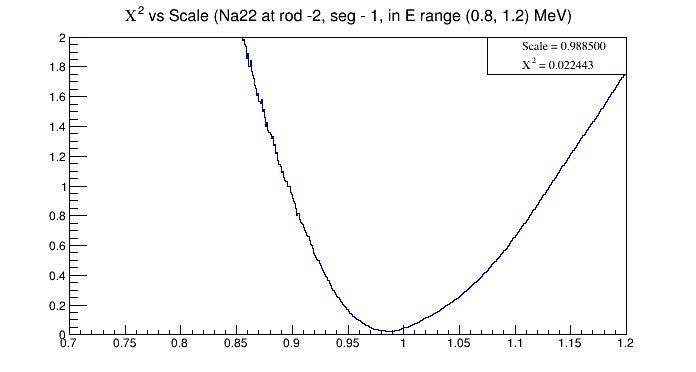 X² vs Scale (Na22 at rod -2, seg - 1, in E range (0.8, 1.2) MeV)
Scale = 0.988500
X² = 0.022443
2
1.8
1.6
1.4
1.2
1
0.8
0.6
0.4
0.2
0
0.7 0.75 0.8 0.85 0.9 0.95 1 1.05 1.1 1.15 1.2